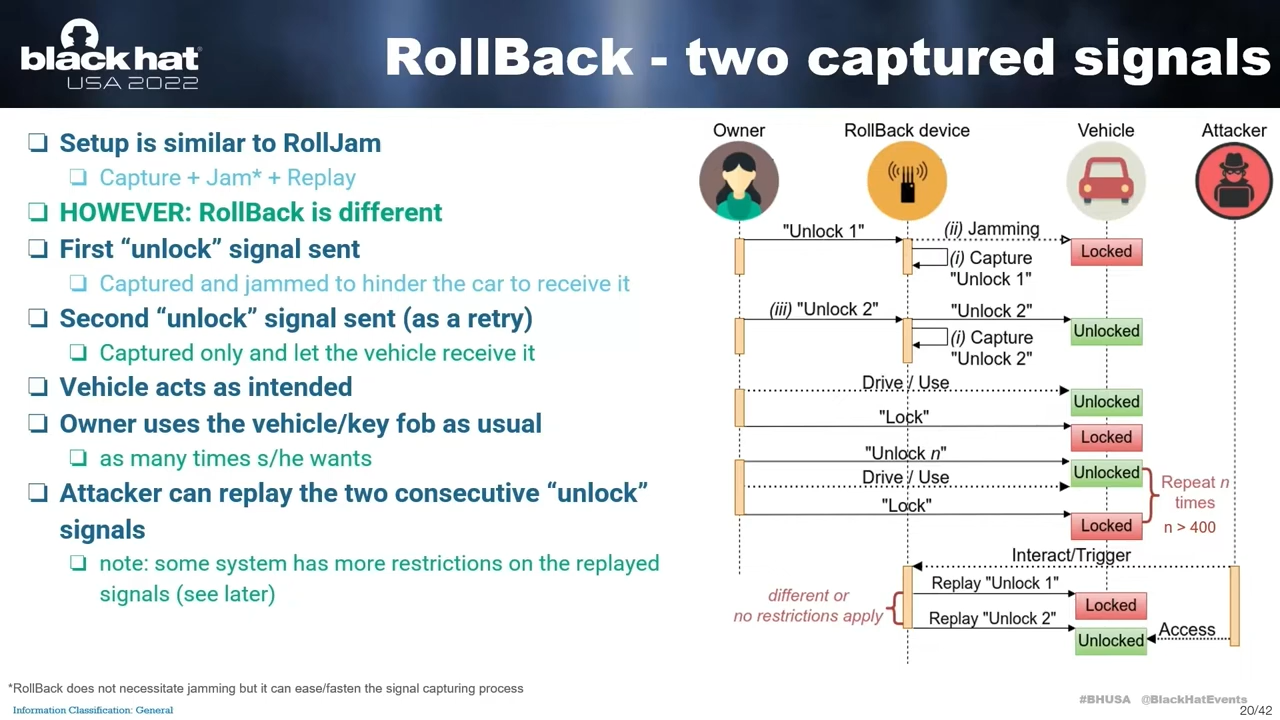 black hat
USA 2022
RollBack - two captured signals
❏ Setup is similar to RollJam
❏ Capture + Jam* + Replay
❏ HOWEVER: RollBack is different
❏ First “unlock” signal sent
❏ Captured and jammed to hinder the car to receive it
❏ Second “unlock” signal sent (as a retry)
❏ Captured only and let the vehicle receive it
❏ Vehicle acts as intended
❏ Owner uses the vehicle/key fob as usual
❏ as many times s/he wants
❏ Attacker can replay the two consecutive “unlock”
signals
❏ note: some system has more restrictions on the replayed
signals (see later)
Owner
RollBack device
Vehicle
Attacker
"Unlock 1"
(ii) Jamming
Locked
(i) Capture
"Unlock 1"
(iii) "Unlock 2"
"Unlock 2"
Unlocked
(i) Capture
"Unlock 2"
Drive / Use
Unlocked
"Lock"
Locked
"Unlock n"
Unlocked
Drive / Use
"Lock"
Locked
Repeat n
times
n > 400
Interact/Trigger
different or
no restrictions apply
Replay "Unlock 1"
Locked
Replay "Unlock 2"
Unlocked
Access
*RollBack does not necessitate jamming but it can ease/fasten the signal capturing process
Information Classification: General
#BHUSA @BlackHatEvents
20/42